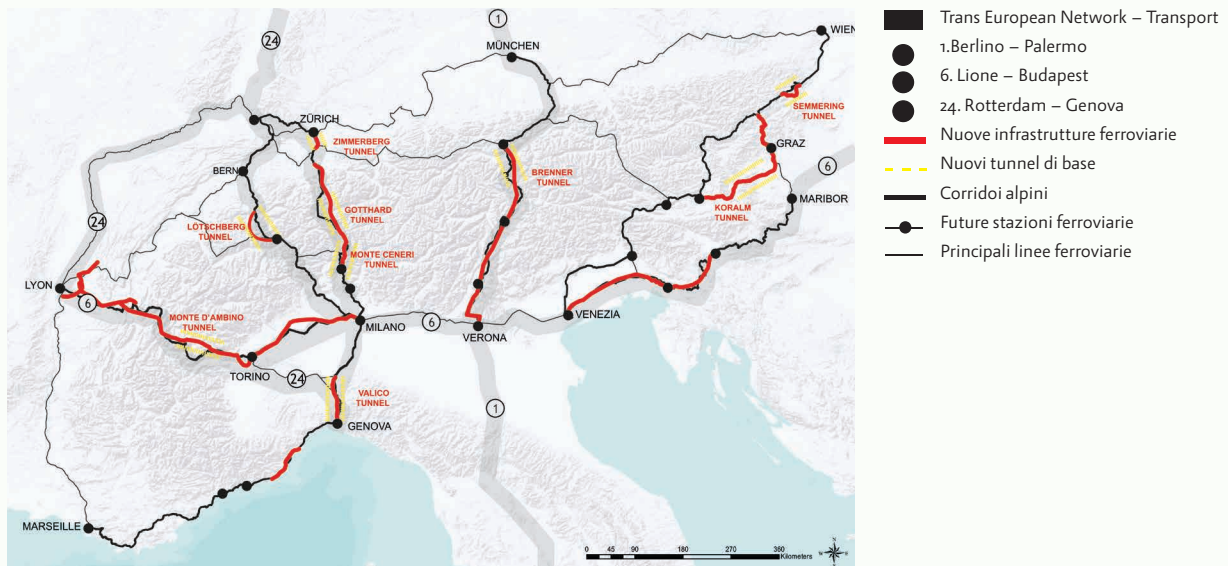 1
24
WIEN
MÜNCHEN
ZÜRICH
ZIMMERBERG
TUNNEL
SEMMERING
TUNNEL
GRAZ
6
BERN
BRENNER
TUNNEL
KORALM
TUNNEL
MARIBOR
24
LÖTSCHBERG
TUNNEL
GOTTHARD
TUNNEL
MONTE CENERI
TUNNEL
LYON
6
MONTE D'AMBINO
TUNNEL
MILANO
6
VERONA
VENEZIA
TORINO
24
VALICO
TUNNEL
GENOVA
1
MARSEILLE
0 45 90 180 270 360
Kilometers
Trans European Network – Transport
1.Berlino – Palermo
6. Lione – Budapest
24. Rotterdam – Genova
Nuove infrastrutture ferroviarie
Nuovi tunnel di base
Corridoi alpini
Future stazioni ferroviarie
Principali linee ferroviarie